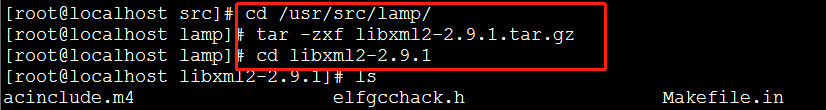 [root@localhost src]# cd /usr/src/lamp/
[root@localhost lamp]# tar -zxf libxml2-2.9.1.tar.gz
[root@localhost lamp]# cd libxml2-2.9.1
[root@localhost libxml2-2.9.1]# ls
acinclude.m4 elfgcchack.h Makefile.in